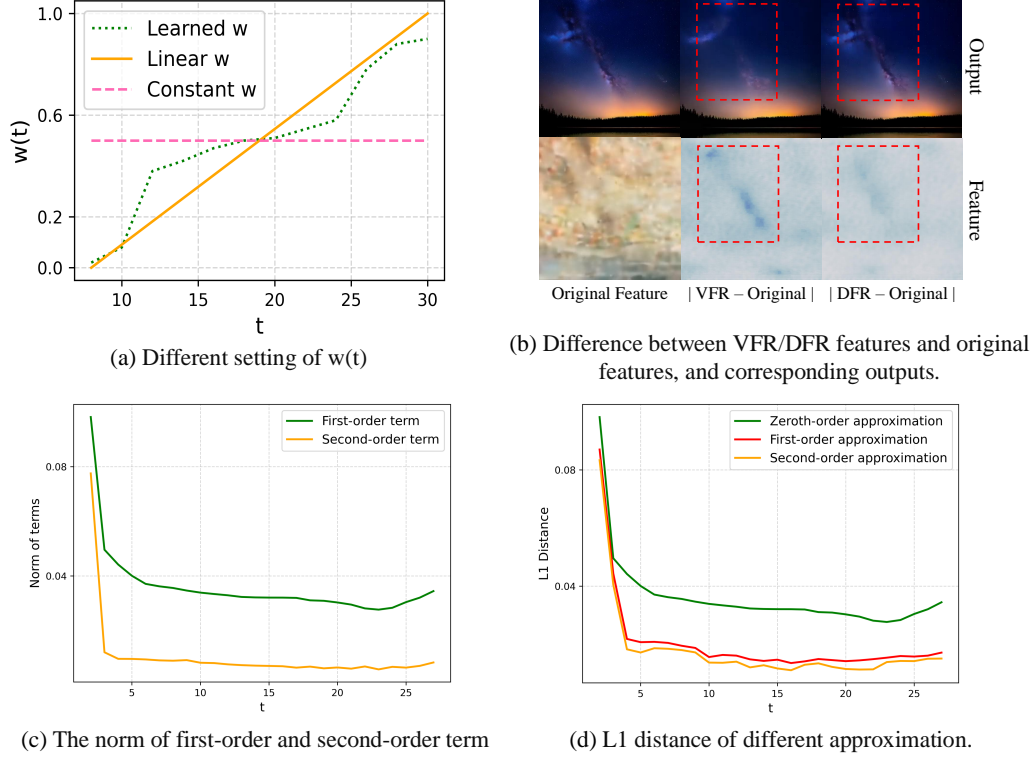 1.0
0.6
0.2
0.0
w(t)
Learned w
Linear w
Constant w
10
15
20
25
30
t
(a) Different setting of w(t)
Output
Feature
Original Feature
| VFR – Original |
| DFR – Original |
(b) Difference between VFR/DFR features and original
features, and corresponding outputs.
First-order term
Second-order term
0.08
0.04
Norm of terms
5
10
15
20
25
t
(c) The norm of first-order and second-order term
Zeroth-order approximation
First-order approximation
Second-order approximation
0.08
0.04
L1 Distance
5
10
15
20
25
t
(d) L1 distance of different approximation.